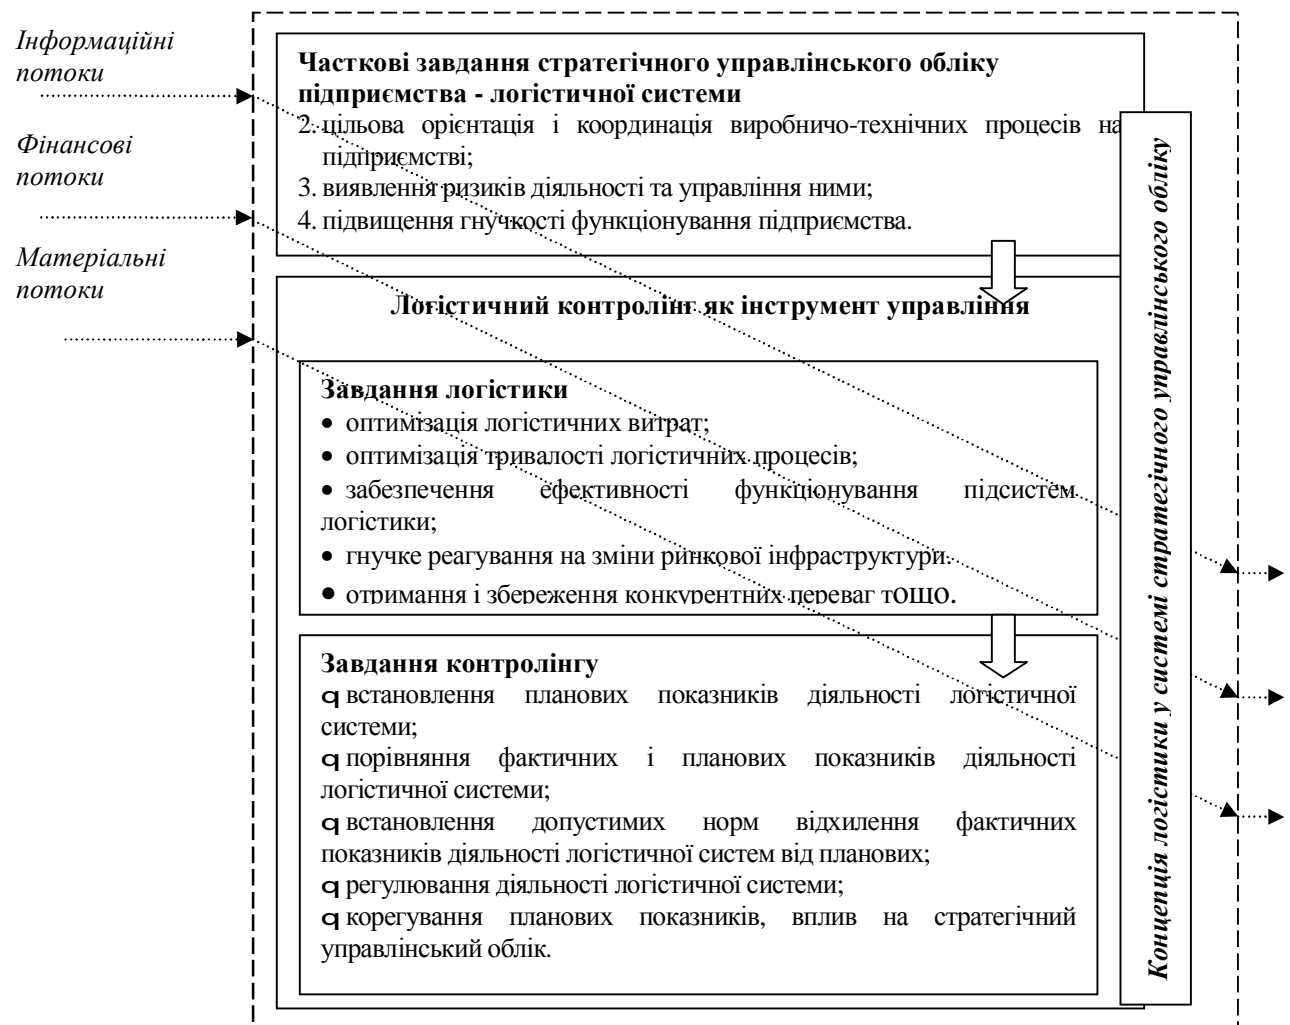 Інформаційні
потоки
Фінансові
потоки
Матеріальні
потоки
Часткові завдання стратегічного управлінського обліку
підприємства - логістичної системи
2. цільова орієнтація і координація виробничо-технічних процесів на
підприємстві;
3. виявлення ризиків діяльності та управління ними;
4. підвищення гнучкості функціонування підприємства.
Логістичний контролінг як інструмент управління
Завдання логістики
• оптимізація логістичних витрат;
• оптимізація тривалості логістичних процесів;
• забезпечення ефективності функціонування підсистем
логістики;
• гнучке реагування на зміни ринкової інфраструктури.
• отримання і збереження конкурентних переваг тощо.
Завдання контролінгу
q встановлення планових показників діяльності логістичної
системи;
q порівняння фактичних і планових показників діяльності
логістичної системи;
q встановлення допустимих норм відхилення фактичних
показників діяльності логістичної систем від планових;
q регулювання діяльності логістичної системи;
q корегування планових показників, вплив на стратегічний
управлінський облік.
Концепція логістики у системі стратегічного управлінського обліку